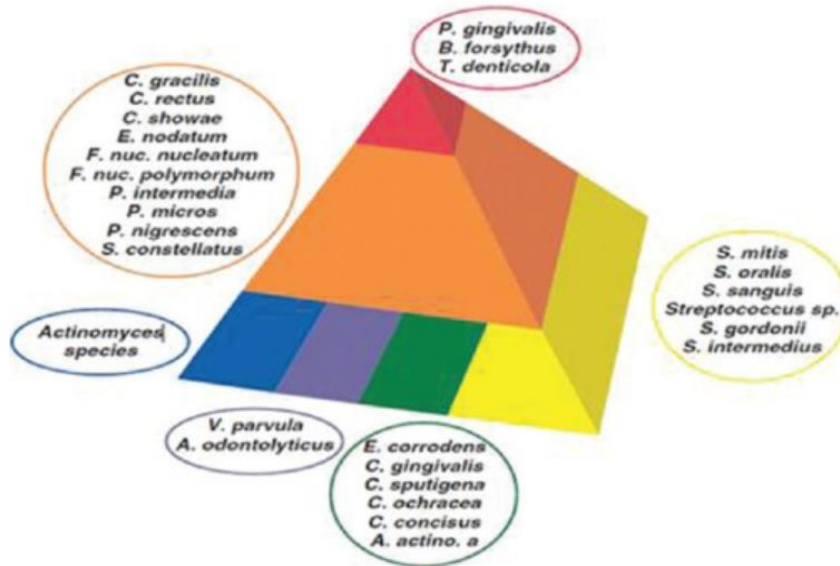 P. gingivalis
B. forsythus
T. denticola
C. gracilis
C. rectus
C. showae
E. nodatum
F. nuc. nucleatum
F. nuc. polymorphum
P. intermedia
P. micros
P. nigrescens
S. constellatus
S. mitis
S. oralis
S. sanguis
Streptococcus sp.
S. gordonii
S. intermedius
Actinomyces
species
V. parvula
A. odontolyticus
E. corrodens
C. gingivalis
C. sputigena
C. ochracea
C. concisus
A. actino. a